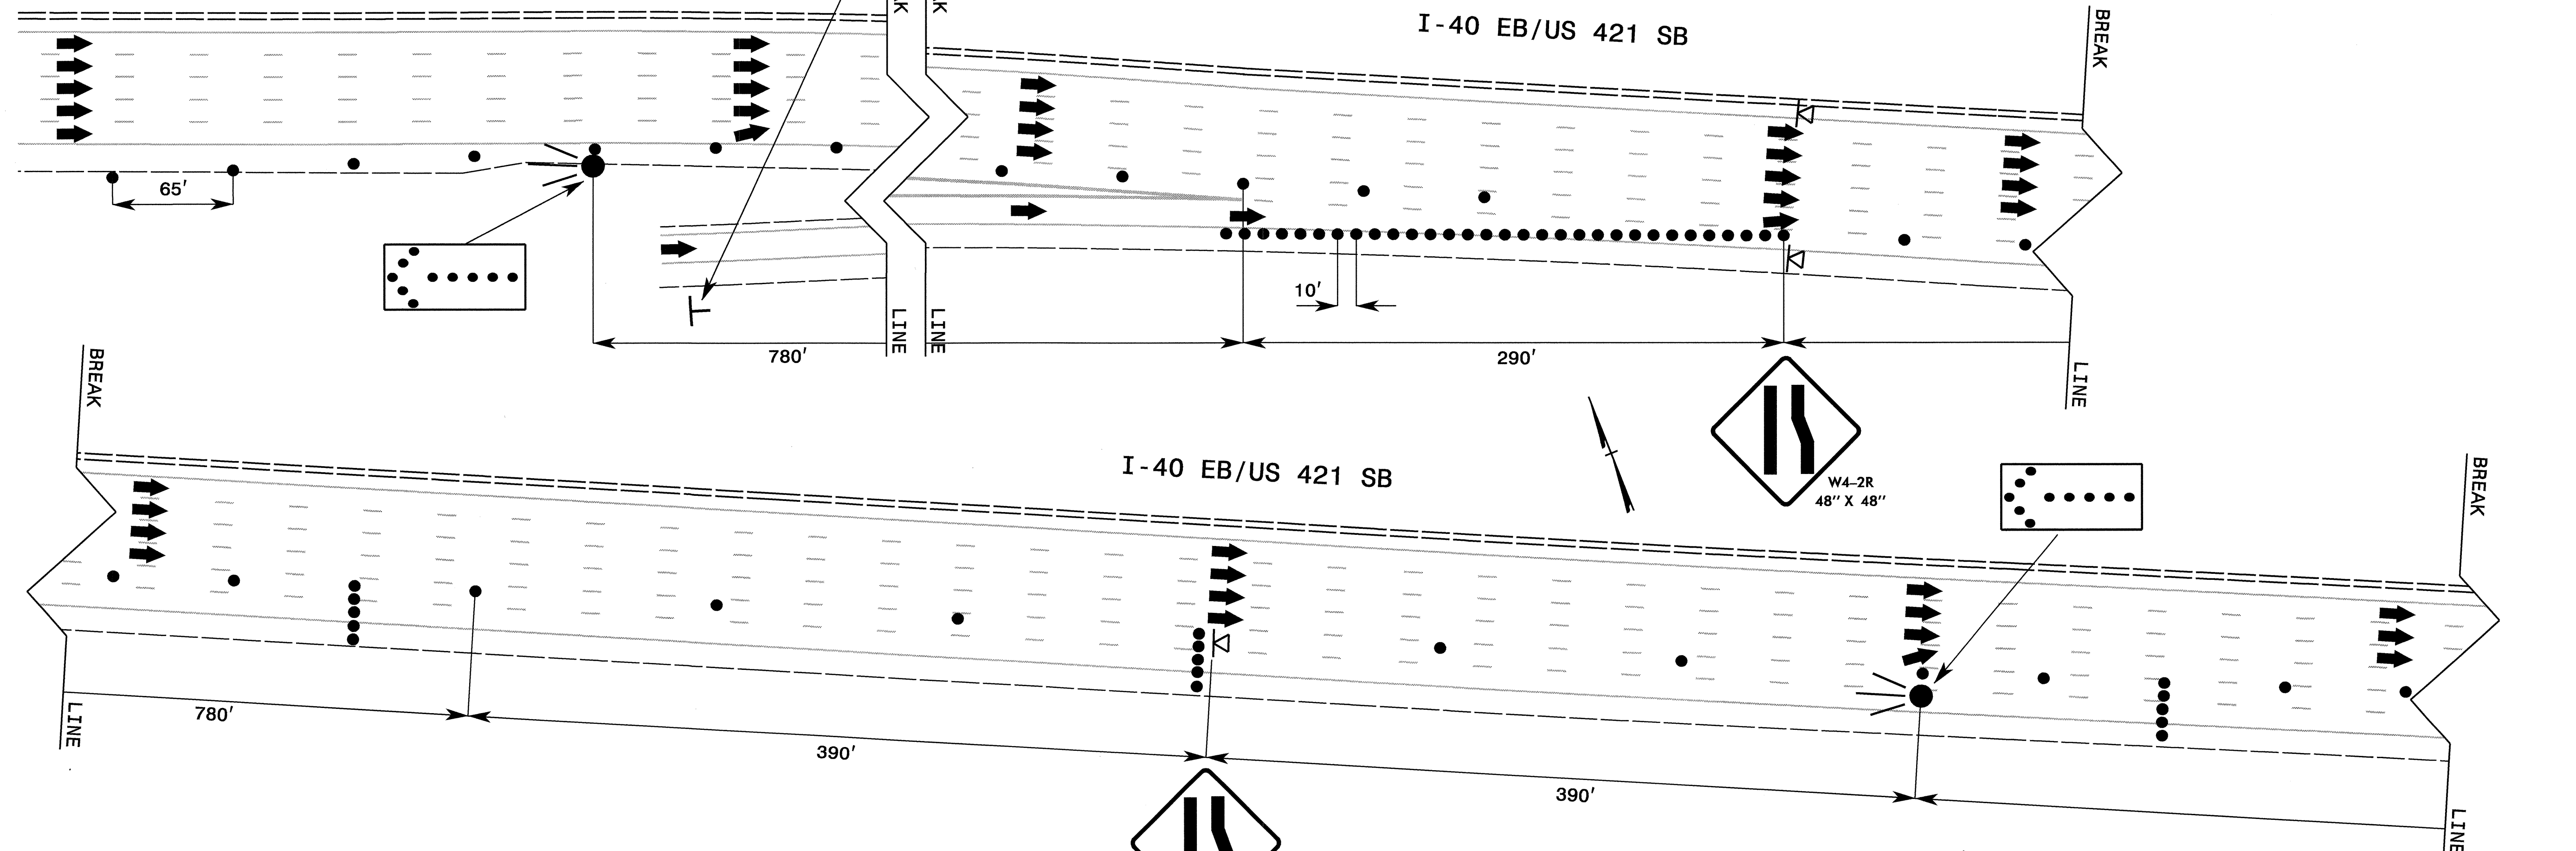 K
K
I-40 EB/US 421 SB
BREAK
65'
10'
LINE
LINE
780'
290'
LINE
BREAK
I-40 EB/US 421 SB
W4-2R
48" X 48"
BREAK
780'
LINE
390'
390'
LINE